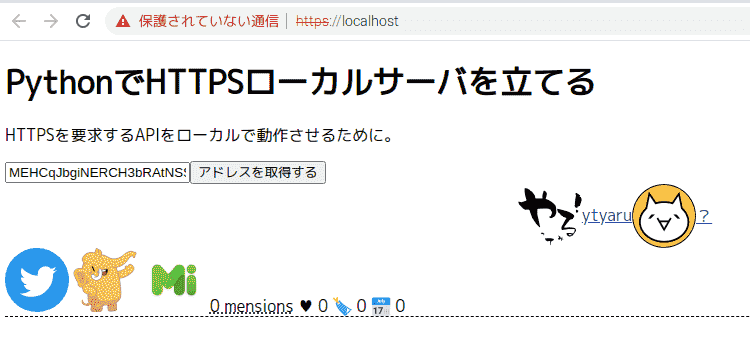 保護されていない通信 | https://localhost
PythonでHTTPSローカルサーバを立てる
HTTPSを要求するAPIをローカルで動作させるために。
MEHCqJbgiNERCH3bRAtNSS アドレスを取得する
やる ytyaru ？
Mi 0 mensions ♥ 0 0 17 0